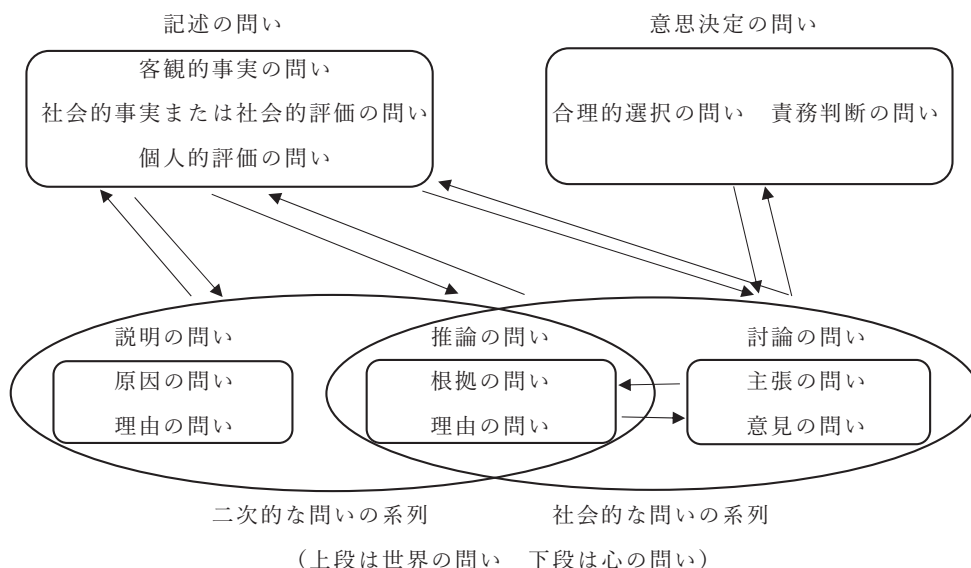 記述の問い
意思決定の問い
客観的事実の問い
社会的事実または社会的評価の問い
個人的評価の問い
合理的選択の問い　責務判断の問い
説明の問い
推論の問い
討論の問い
原因の問い
理由の問い
根拠の問い
理由の問い
主張の問い
意見の問い
二次的な問いの系列
社会的な問いの系列
（上段は世界の問い　下段は心の問い）